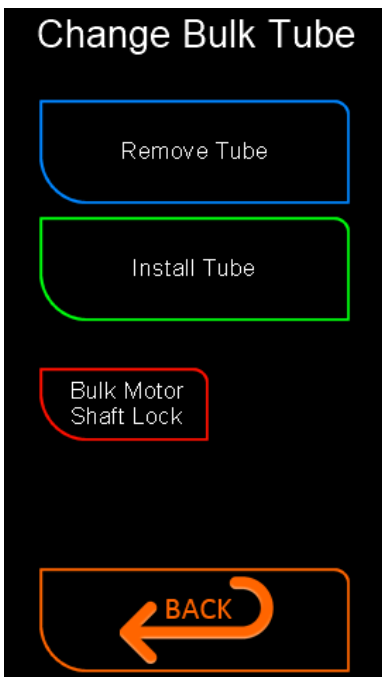 Change Bulk Tube
Remove Tube
Install Tube
Bulk Motor
Shaft Lock
BACK